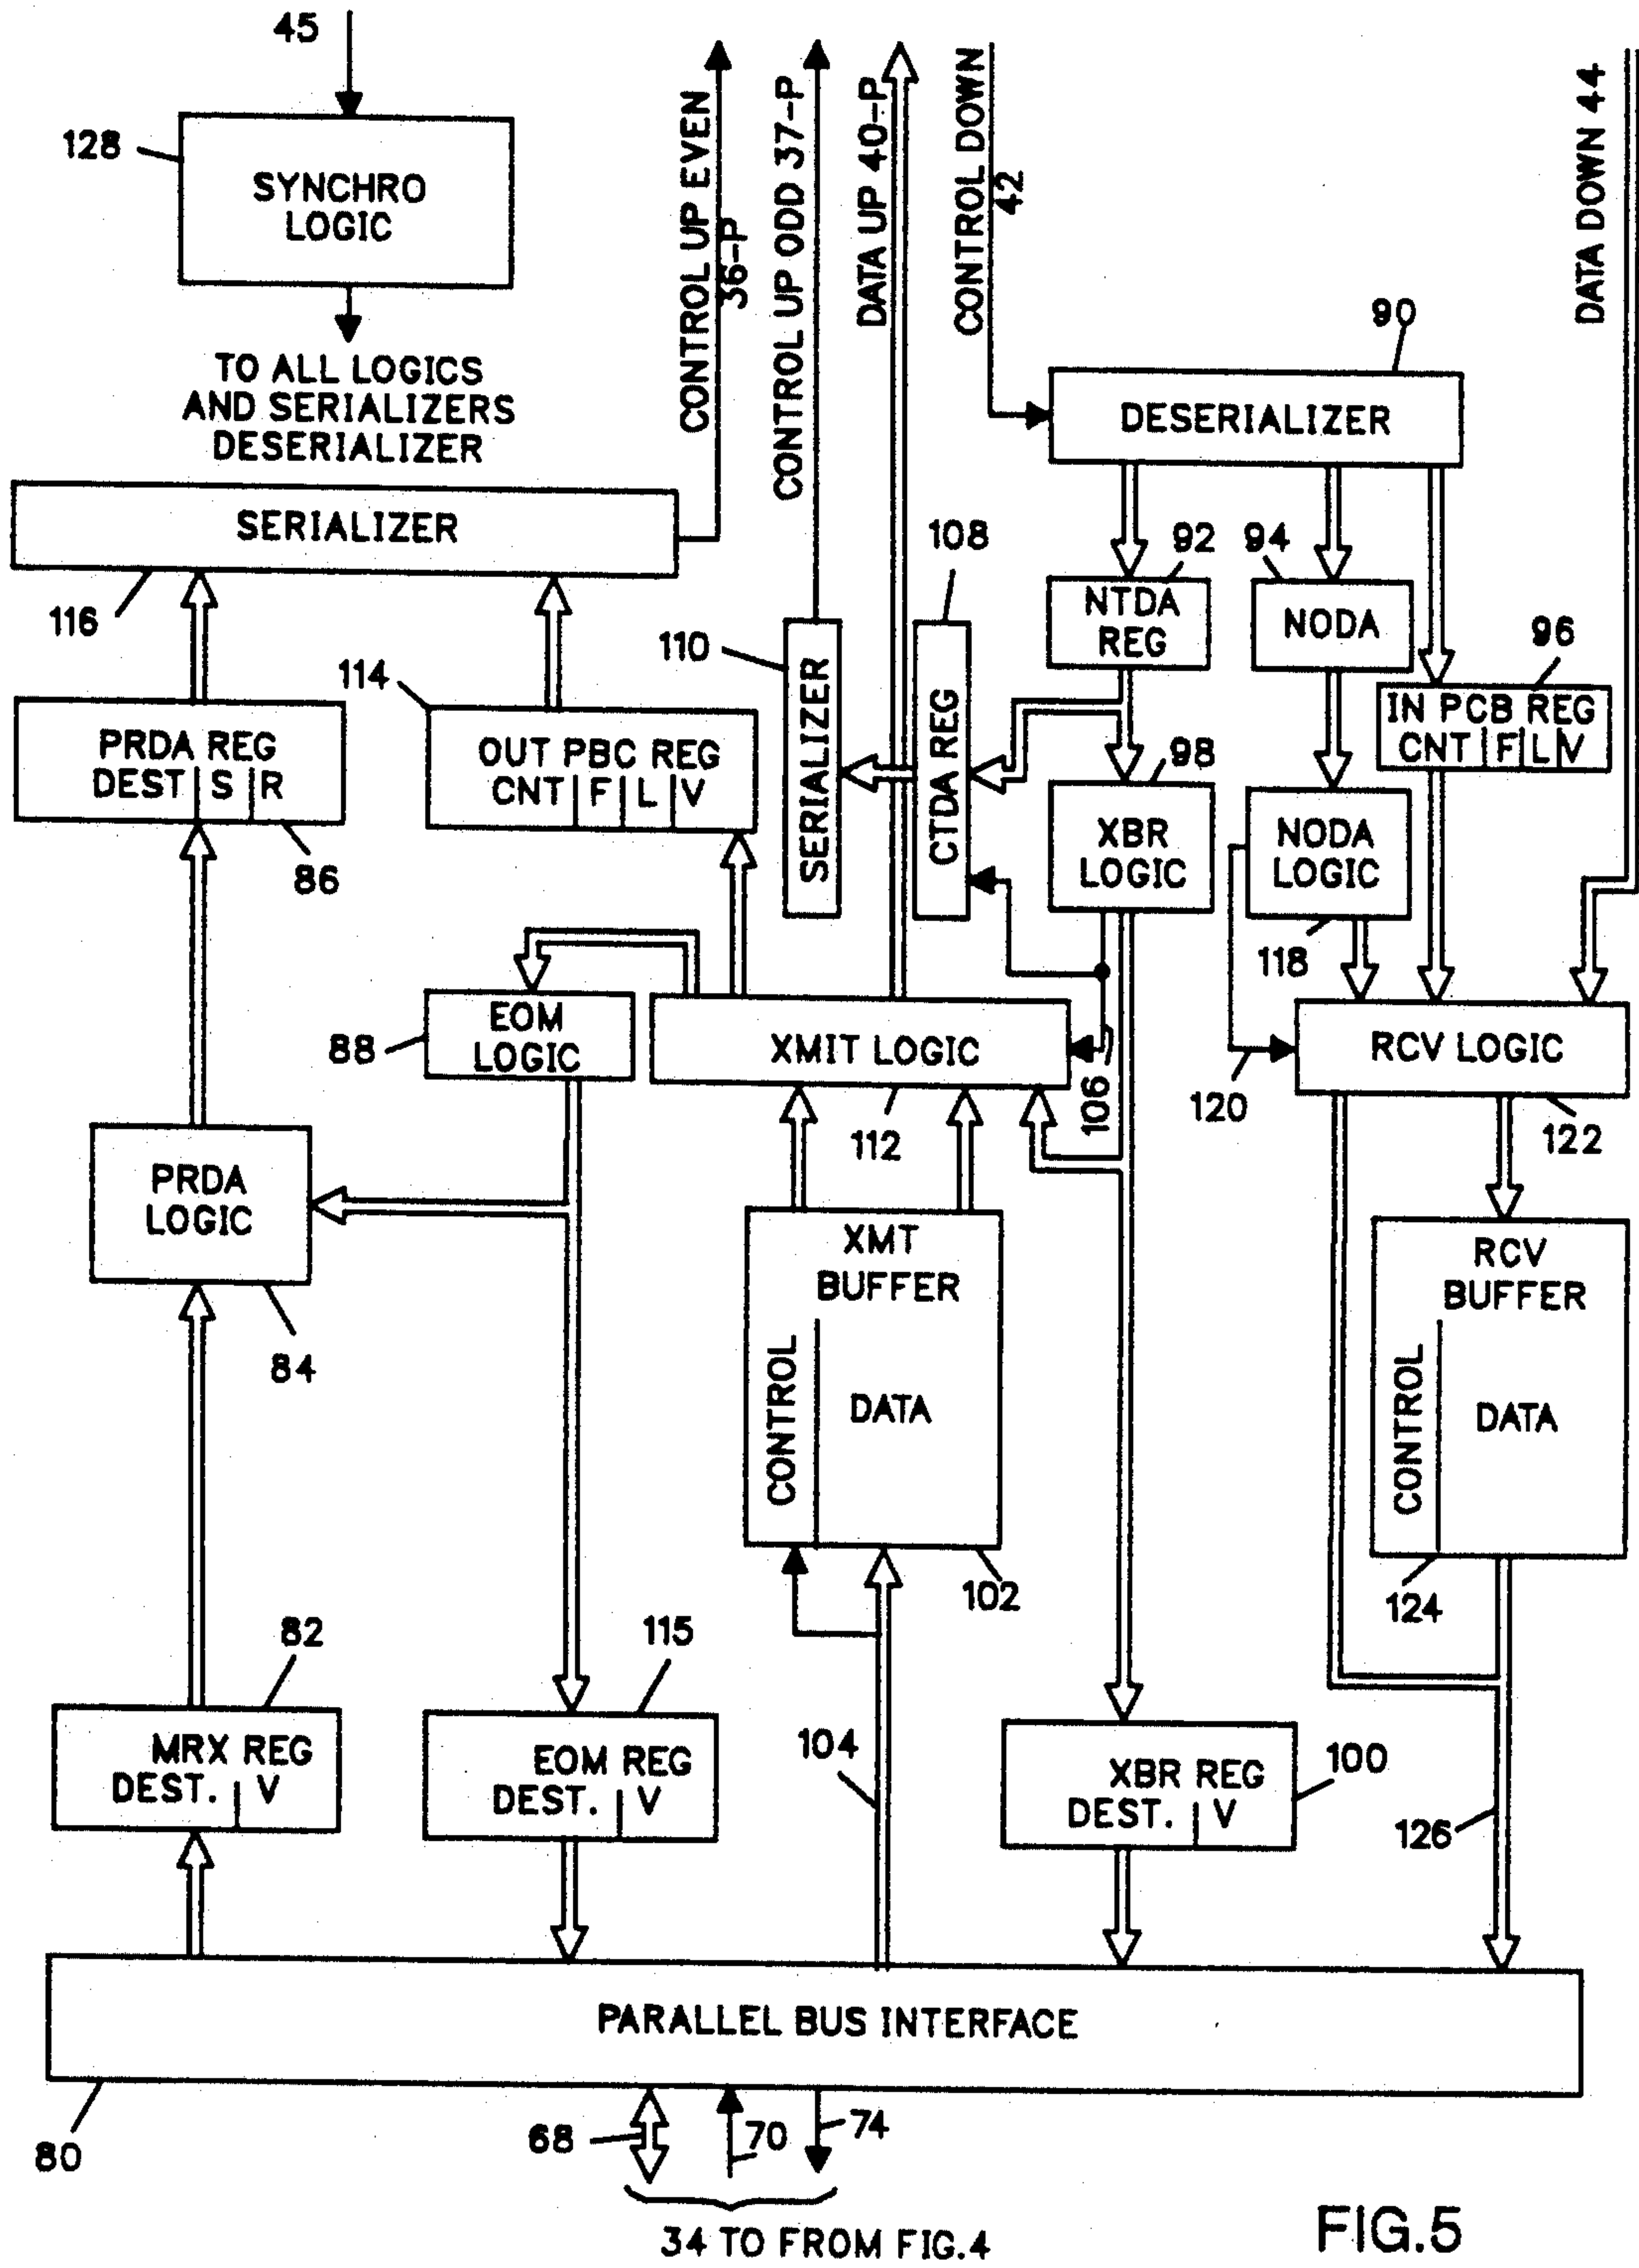 45
128
SYNCHRO
LOGIC
TO ALL LOGICS
AND SERIALIZERS
DESERIALIZER
CONTROL UP EVEN
36-P
CONTROL UP ODD 37-P
DATA UP 40-P
CONTROL DOWN
42
DATA DOWN 44
90
DESERIALIZER
SERIALIZER
116
108
92
94
NTDA
REG
NODA
96
110
114
SERIALIZER
CTDA REG
IN PCB REG
CNT F L V
PRDA REG
DEST S R
86
OUT PBC REG
CNT F L V
98
XBR
LOGIC
NODA
LOGIC
118
EOM
LOGIC
88
XMIT LOGIC
112
106
120
RCV LOGIC
122
PRDA
LOGIC
84
XMT
BUFFER
CONTROL
DATA
102
RCV
BUFFER
CONTROL
DATA
124
82
MRX REG
DEST. V
115
EOM REG
DEST. V
104
XBR REG
DEST. V
100
126
PARALLEL BUS INTERFACE
80
68
70
74
34 TO FROM FIG.4
FIG.5